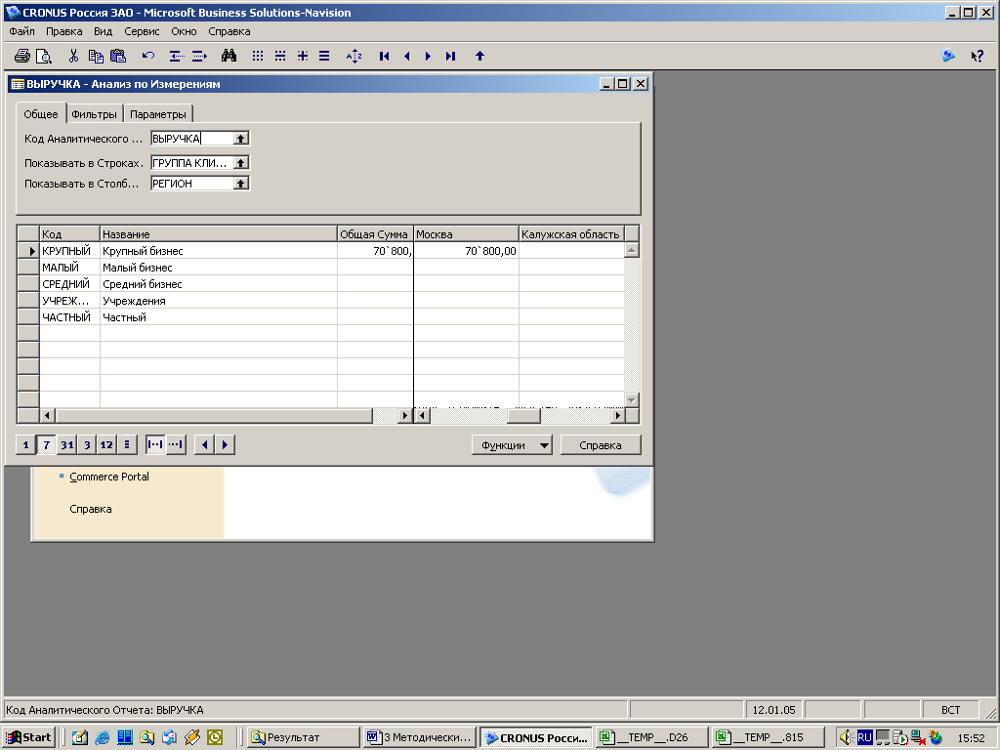 CRONUS Россия ЗАО - Microsoft Business Solutions-Navision
Файл Правка Вид Сервис Окно Справка
ВЫРУЧКА - Анализ по Измерениям
Общее Фильтры Параметры
Код Аналитического ... ВЫРУЧКА
Показывать в Строках. ГРУППА КЛИ...
Показывать в Столб... РЕГИОН
Код Название Общая Сумма Москва Калужская область
КРУПНЫЙ Крупный бизнес 70`800, 70`800,00
МАЛЫЙ Малый бизнес
СРЕДНИЙ Средний бизнес
УЧРЕЖ... Учреждения
ЧАСТНЫЙ Частный
1 7 31 3 12 Функции Справка
Commerce Portal
Справка
Код Аналитического Отчета: ВЫРУЧКА 12.01.05 ВСТ
Start Результат 3 Методически... CRONUS Росси... __TEMP__.D26 __TEMP__.815 RU 15:52